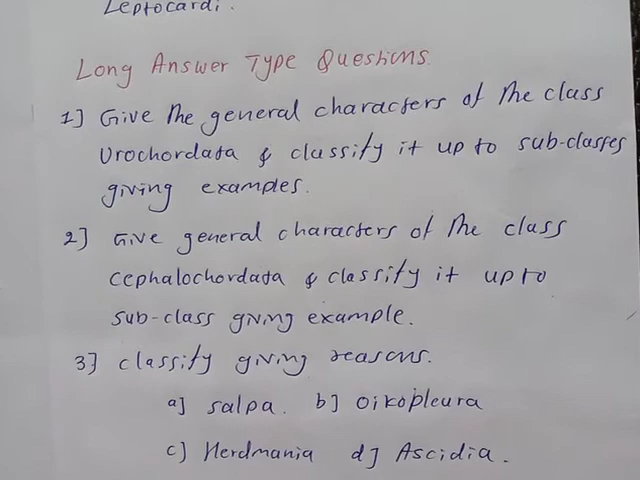 Leptocardi.
Long Answer Type Questions.
1] Give the general characters of the class
Urochordata & classify it up to sub-classes
giving examples.
2] Give general characters of the class
Cephalochordata & classify it up to
sub-class giving example.
3] classify giving reasons.
a] salpa. b] Oikopleura
c] Herdmania d] Ascidia.